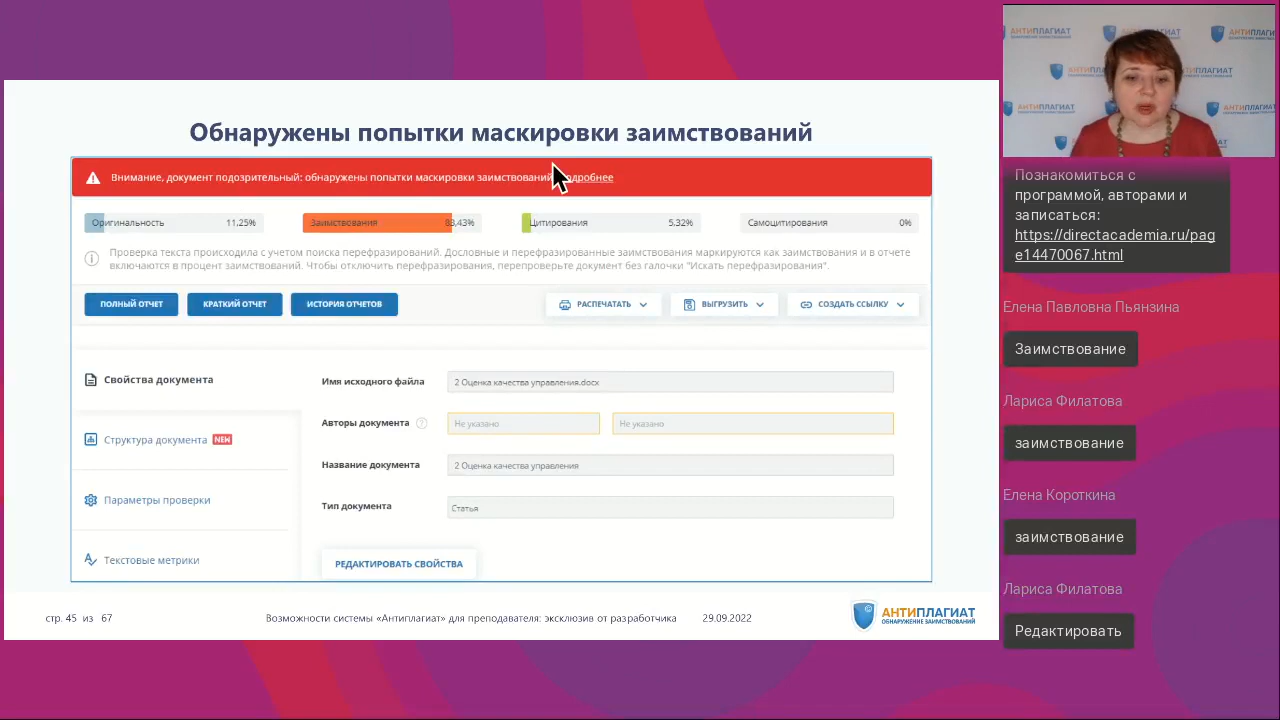 Обнаружены попытки маскировки заимствований
Внимание, документ подозрительный: обнаружены попытки маскировки заимствований.
Оригинальность 11,25%
Заимствования 83,43%
Цитирования 5,32%
Самоцитирования 0%
Проверка текста происходила с учетом поиска перефразирований. Дословные и перефразированные заимствования маркируются как заимствования и в отчете
включаются в процент заимствований. Чтобы отключить перефразирования, перепроверьте документ без галочки "Искать перефразирования".
ПОЛНЫЙ ОТЧЕТ
КРАТКИЙ ОТЧЕТ
ИСТОРИЯ ОТЧЕТОВ
РАСПЕЧАТАТЬ
ВЫГРУЗИТЬ
СОЗДАТЬ ССЫЛКУ
Свойства документа
Структура документа NEW
Параметры проверки
Текстовые метрики
Имя исходного файла 2 Оценка качества управления.docx
Авторы документа ? Не указано Не указано
Название документа 2 Оценка качества управления
Тип документа Статья
РЕДАКТИРОВАТЬ СВОЙСТВА
стр. 45 из 67
Возможности системы «Антиплагиат» для преподавателя: эксклюзив от разработчика
29.09.2022
АНТИПЛАГИАТ
ОБНАРУЖЕНИЕ ЗАИМСТВОВАНИЙ
АНТИПЛАГИАТ
Познакомиться с
программой, авторами и
записаться:
https://directacademia.ru/pag
e14470067.html
Елена Павловна Пьянзина
Заимствование
Лариса Филатова
заимствование
Елена Короткина
заимствование
Лариса Филатова
Редактировать